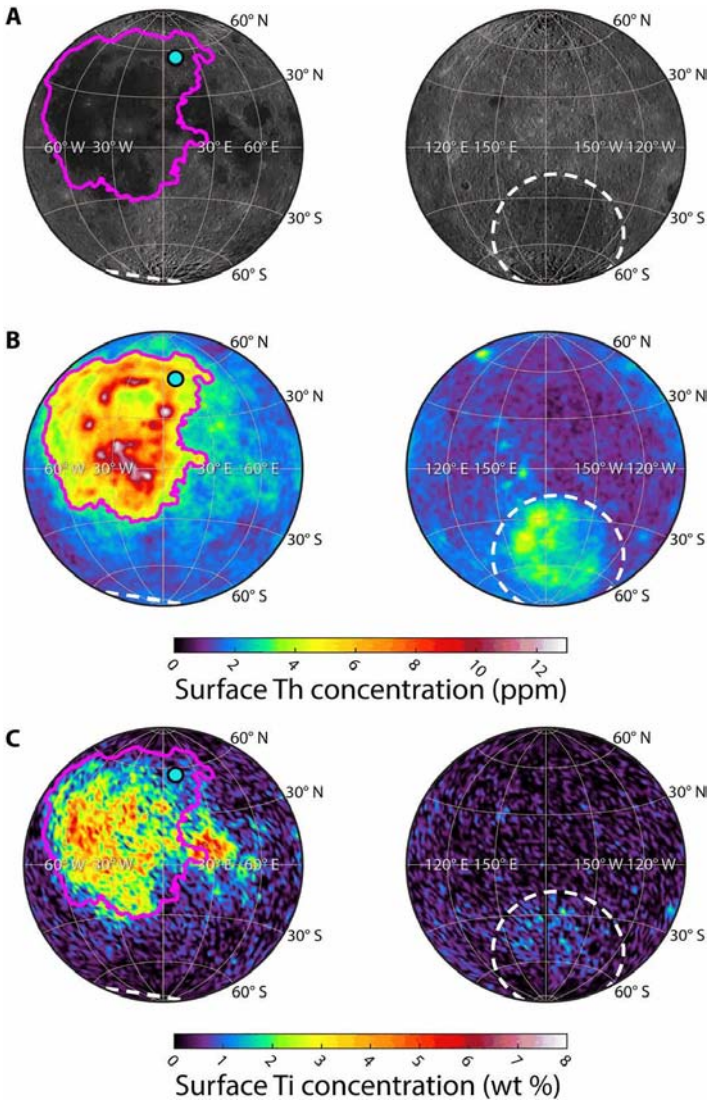 A
60° N
30° N
60° W 30° W 30° E 60° E
30° S
60° S
60° N
30° N
120° E 150° E 150° W 120° W
30° S
60° S
B
60° N
30° N
60° W 30° W 30° E 60° E
30° S
60° S
60° N
30° N
120° E 150° E 150° W 120° W
30° S
60° S
0 2 4 6 8 10 12
Surface Th concentration (ppm)
C
60° N
30° N
60° W 30° W 30° E 60° E
30° S
60° S
60° N
30° N
120° E 150° E 150° W 120° W
30° S
60° S
0 1 2 3 4 5 6 7 8
Surface Ti concentration (wt %)